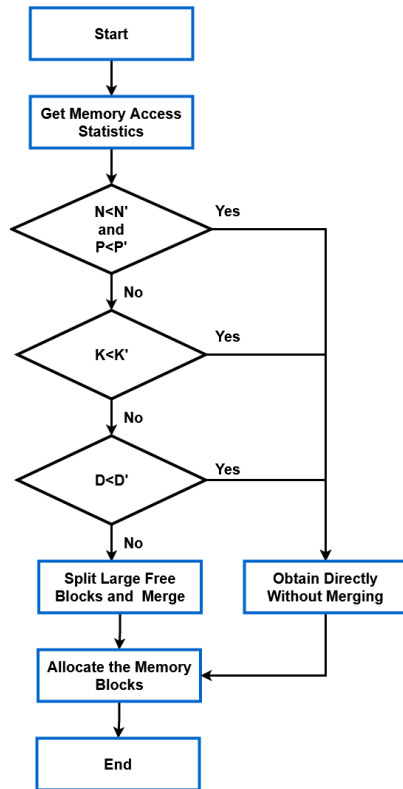 Start
Get Memory Access
Statistics
N<N'
and
P<P'
Yes
No
K<K'
Yes
No
D<D'
Yes
No
Split Large Free
Blocks and Merge
Obtain Directly
Without Merging
Allocate the Memory
Blocks
End